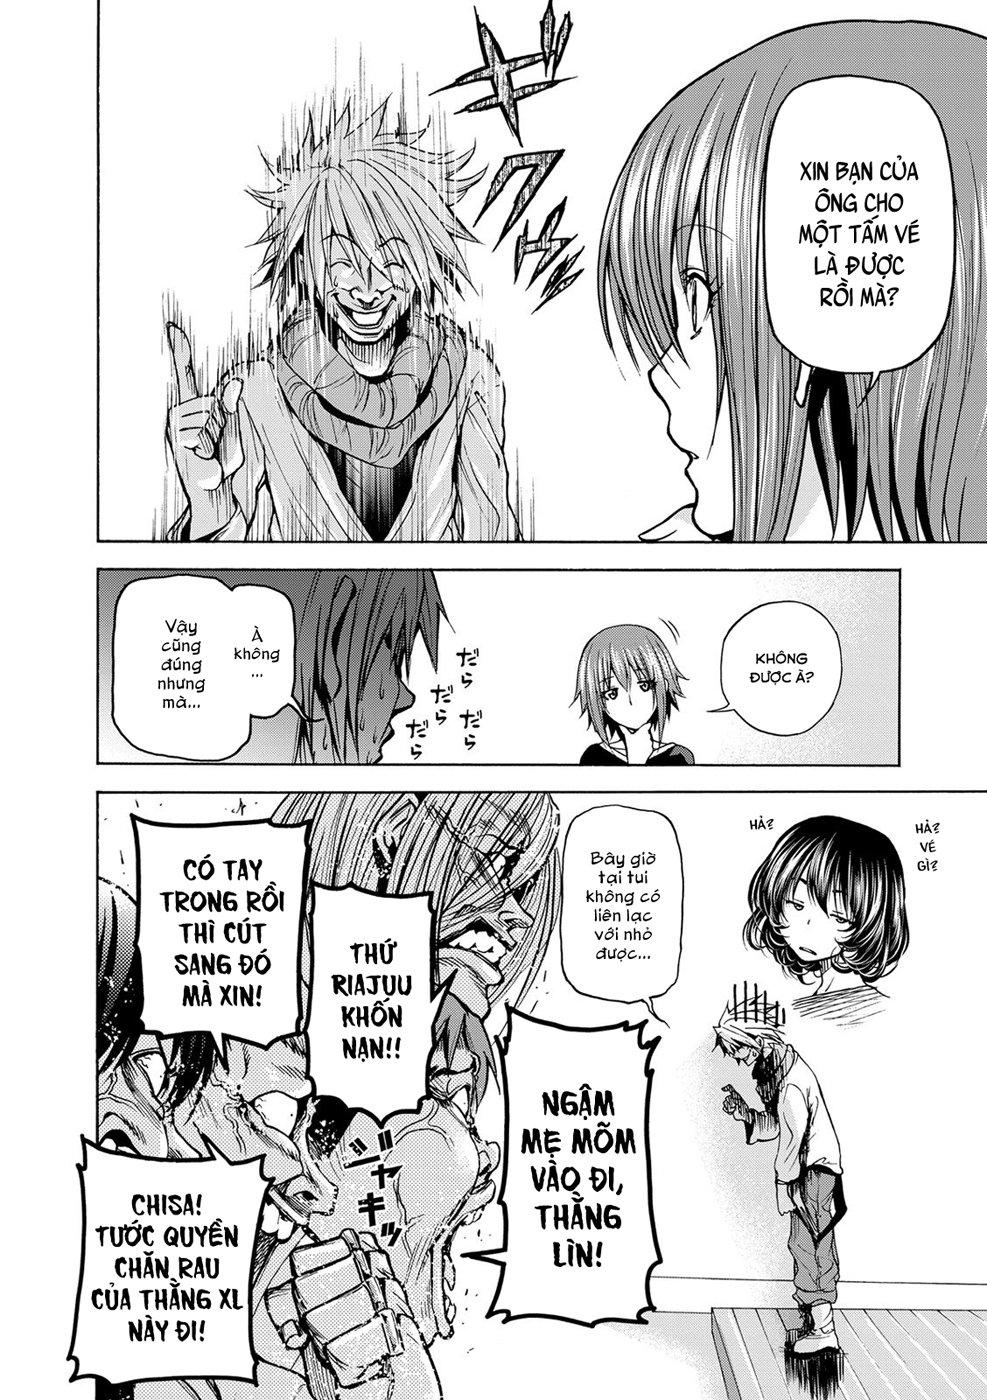 XIN BẠN CỦA
ÔNG CHO
MỘT TẤM VÉ
LÀ ĐƯỢC
RỒI MÀ?
ギ
クッ
KHÔNG
ĐƯỢC À?
だら
だら
だら
だら
À
không
...
Vậy
cũng
đúng
nhưng
mà...
HẢ?
VÉ
GÌ?
HẢ?
Bây giờ
tại tui
không có
liên lạc
với nhỏ
được...
NGẬM
MẸ MÕM
VÀO ĐI,
THẰNG
LÌN!
THỨ
RIAJUU
KHỐN
NẠN!!
CÓ TAY
TRONG RỒI
THÌ CÚT
SANG ĐÓ
MÀ XIN!
CHISA!
TƯỚC QUYỀN
CHĂN RAU
CỦA THẰNG XL
NÀY ĐI!